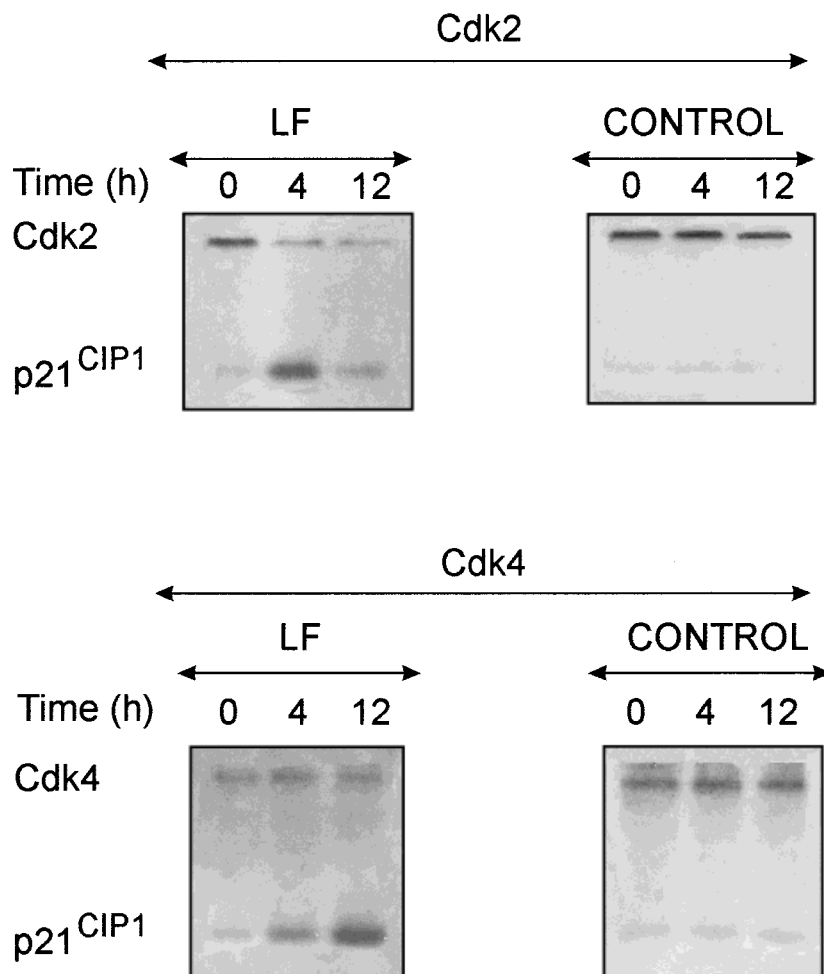 Cdk2
LF CONTROL
Time (h) 0 4 12 0 4 12
Cdk2
p21CIP1
Cdk4
LF CONTROL
Time (h) 0 4 12 0 4 12
Cdk4
p21CIP1